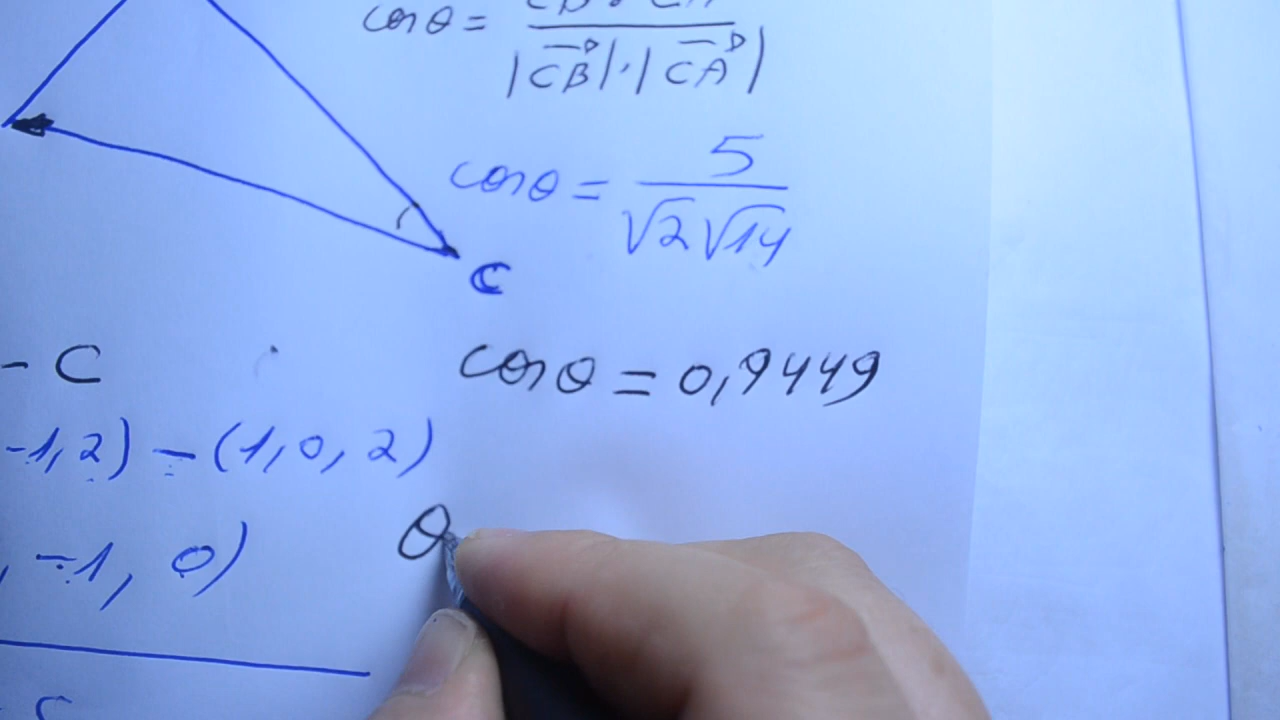 cos θ = CB · CA / |CB| · |CA|
cos θ = 5 / √2 √14
C
- C
cos θ = 0,9449
-1, 2) - (1, 0, 2)
, -1, 0)
θ